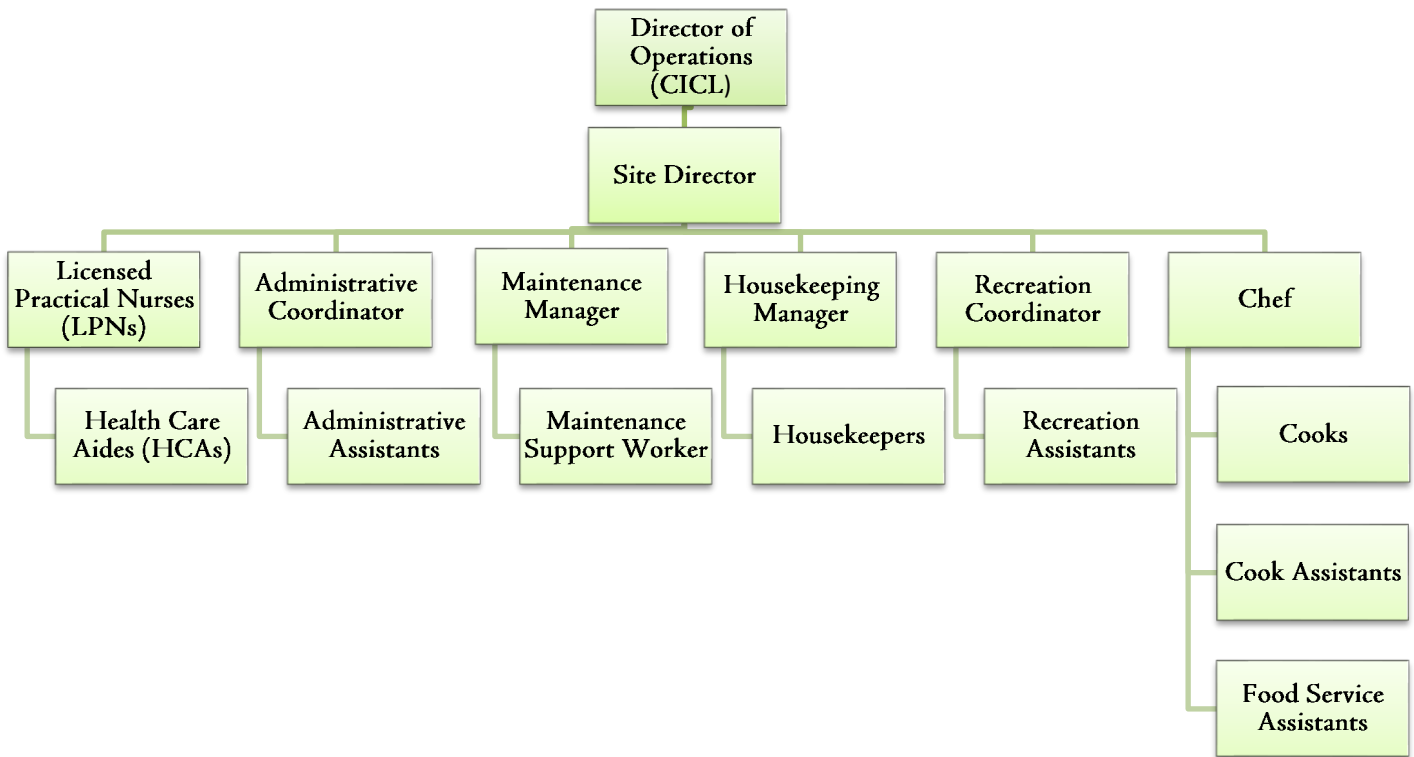 Director of
Operations
(CICL)
Site Director
Licensed
Practical Nurses
(LPNs)
Administrative
Coordinator
Maintenance
Manager
Housekeeping
Manager
Recreation
Coordinator
Chef
Health Care
Aides (HCAs)
Administrative
Assistants
Maintenance
Support Worker
Housekeepers
Recreation
Assistants
Cooks
Cook Assistants
Food Service
Assistants